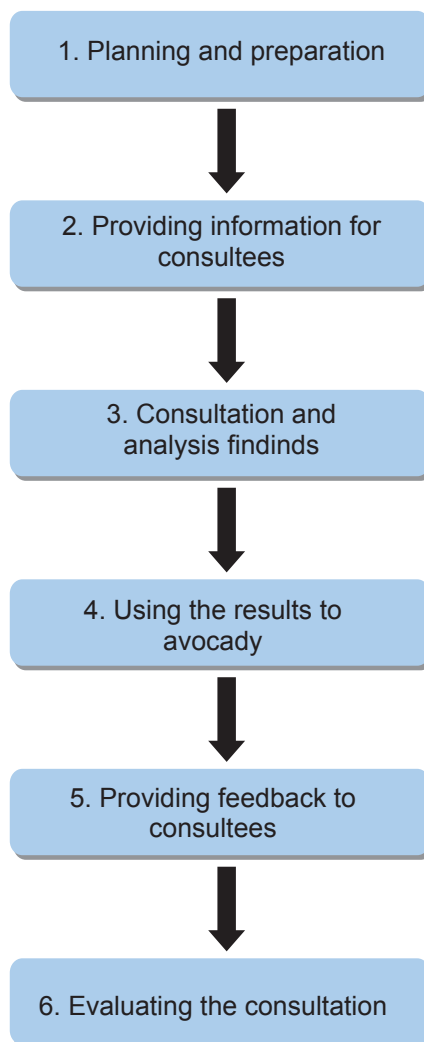 1. Planning and preparation
2. Providing information for
consultees
3. Consultation and
analysis findinds
4. Using the results to
avocady
5. Providing feedback to
consultees
6. Evaluating the consultation